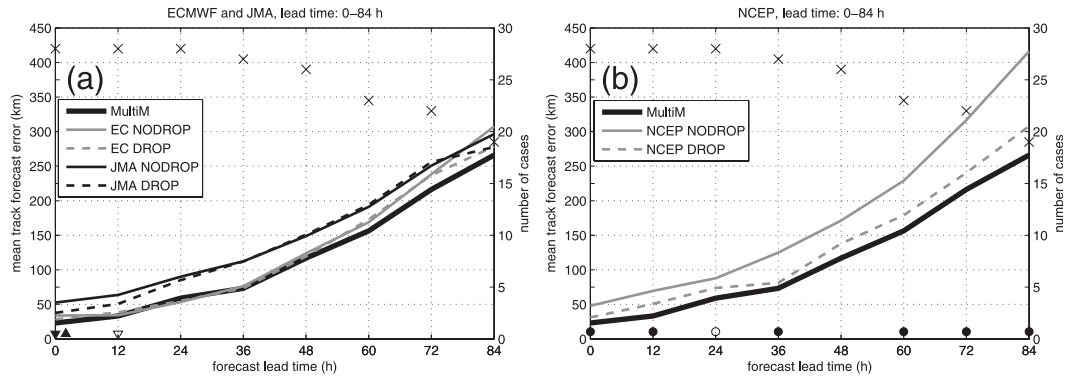 ECMWF and JMA, lead time: 0–84 h
450
400
350
300
250
200
150
100
50
0
mean track forecast error (km)
(a)
MultiM
EC NODROP
EC DROP
JMA NODROP
JMA DROP
30
25
20
15
10
5
0
number of cases
0 12 24 36 48 60 72 84
forecast lead time (h)
NCEP, lead time: 0–84 h
450
400
350
300
250
200
150
100
50
0
mean track forecast error (km)
(b)
MultiM
NCEP NODROP
NCEP DROP
30
25
20
15
10
5
0
number of cases
0 12 24 36 48 60 72 84
forecast lead time (h)